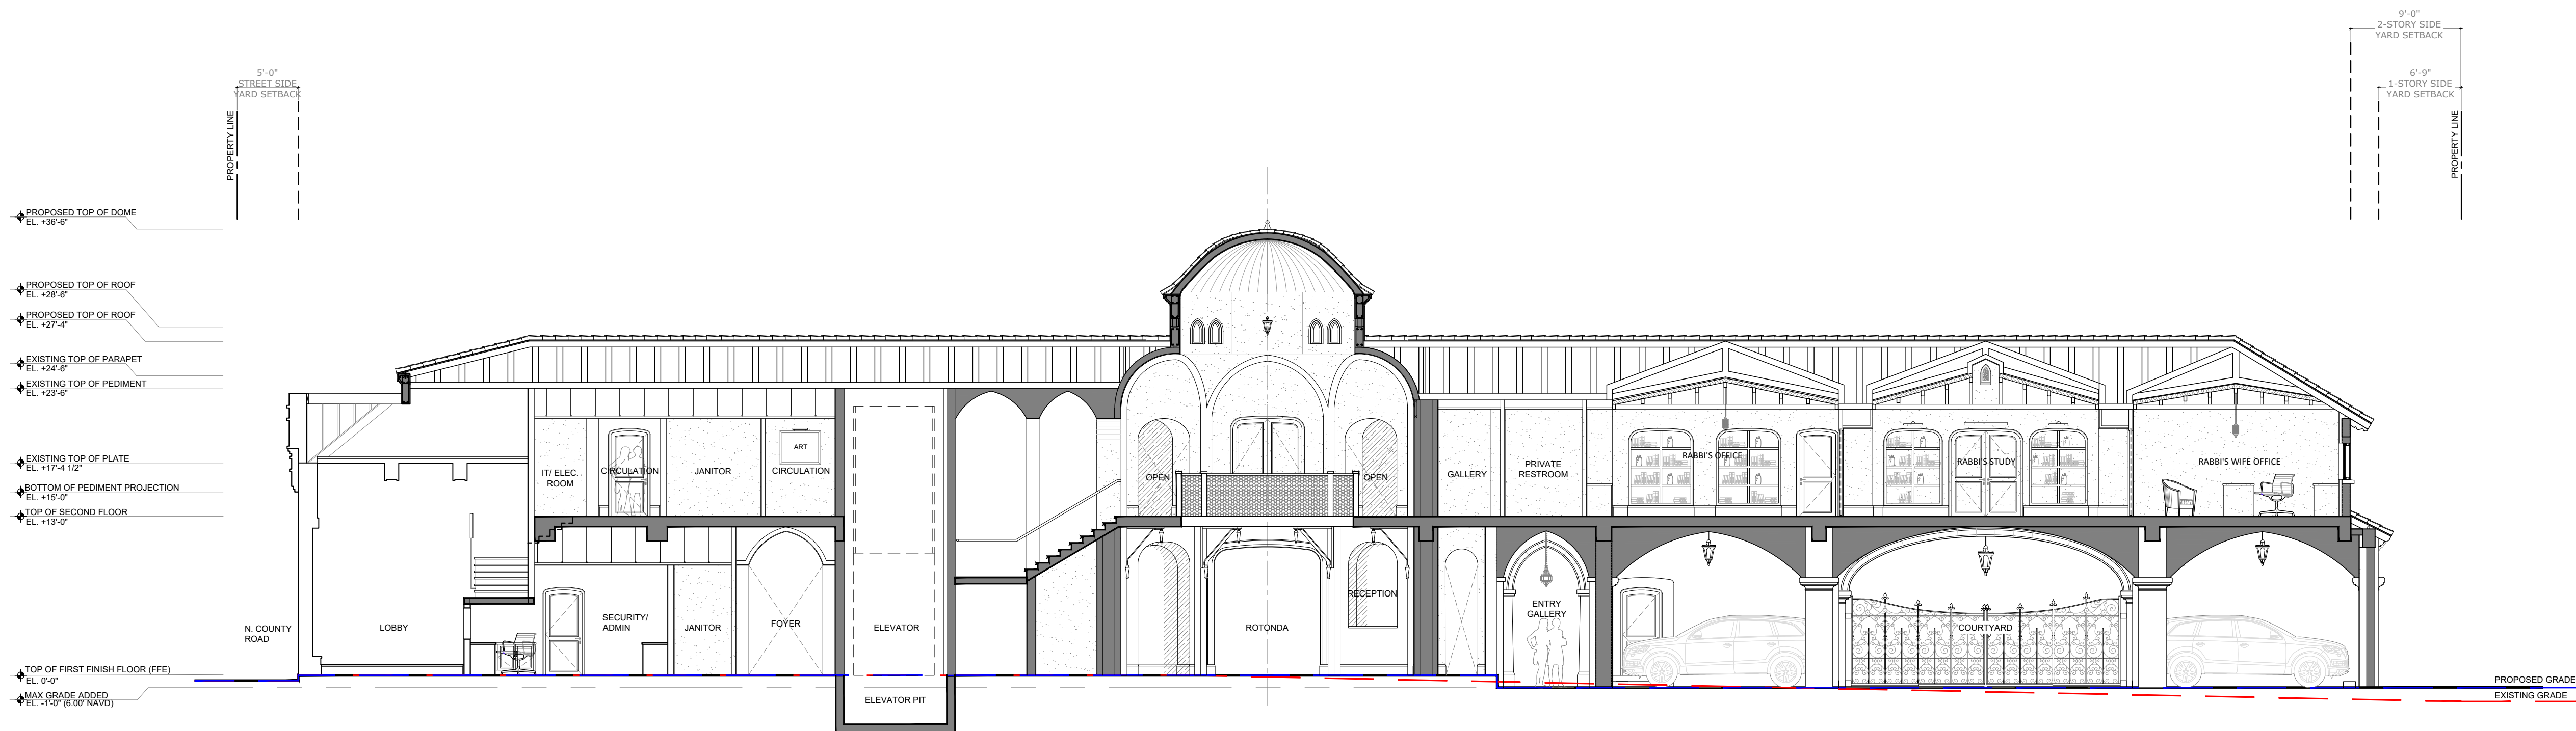 9'-0"
2-STORY SIDE
YARD SETBACK
5'-0"
STREET SIDE
YARD SETBACK
6'-9"
1-STORY SIDE
YARD SETBACK
PROPERTY LINE
PROPERTY LINE
PROPOSED TOP OF DOME
EL. +36'-6"
PROPOSED TOP OF ROOF
EL. +28'-6"
PROPOSED TOP OF ROOF
EL. +27'-4"
EXISTING TOP OF PARAPET
EL. +24'-6"
EXISTING TOP OF PEDIMENT
EL. +23'-6"
EXISTING TOP OF PLATE
EL. +17'-4 1/2"
BOTTOM OF PEDIMENT PROJECTION
EL. +15'-0"
TOP OF SECOND FLOOR
EL. +13'-0"
TOP OF FIRST FINISH FLOOR (FFE)
EL. 0'-0"
MAX GRADE ADDED
EL. -1'-0" (6.00' NAVD)
IT/ ELEC.
ROOM
CIRCULATION
JANITOR
ART
CIRCULATION
OPEN
OPEN
GALLERY
PRIVATE
RESTROOM
RABBI'S OFFICE
RABBI'S STUDY
RABBI'S WIFE OFFICE
N. COUNTY
ROAD
LOBBY
SECURITY/
ADMIN
JANITOR
FOYER
ELEVATOR
ROTONDA
RECEPTION
ENTRY
GALLERY
COURTYARD
ELEVATOR PIT
PROPOSED GRADE
EXISTING GRADE